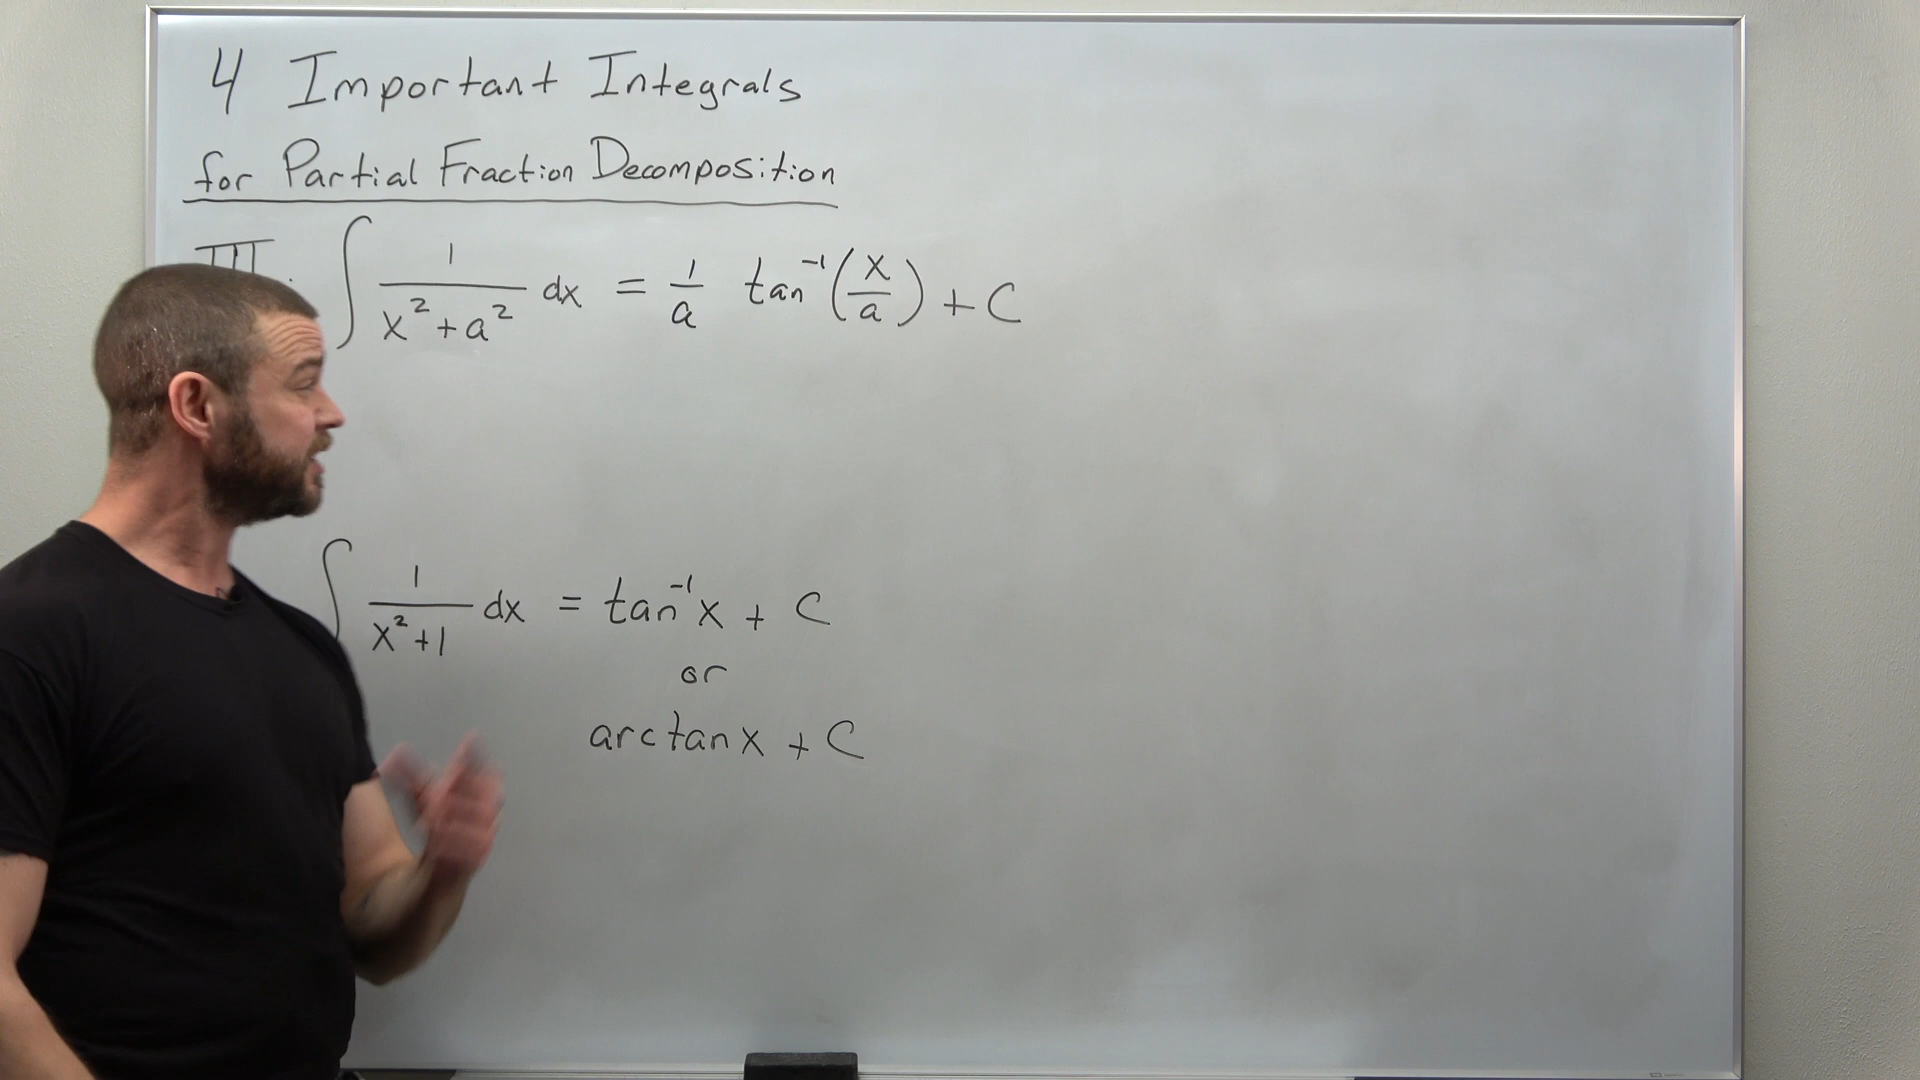 4 Important Integrals
for Partial Fraction Decomposition
III. ∫ 1/(x²+a²) dx = 1/a tan⁻¹(x/a) + C
∫ 1/(x²+1) dx = tan⁻¹x + C
or
arctanx + C